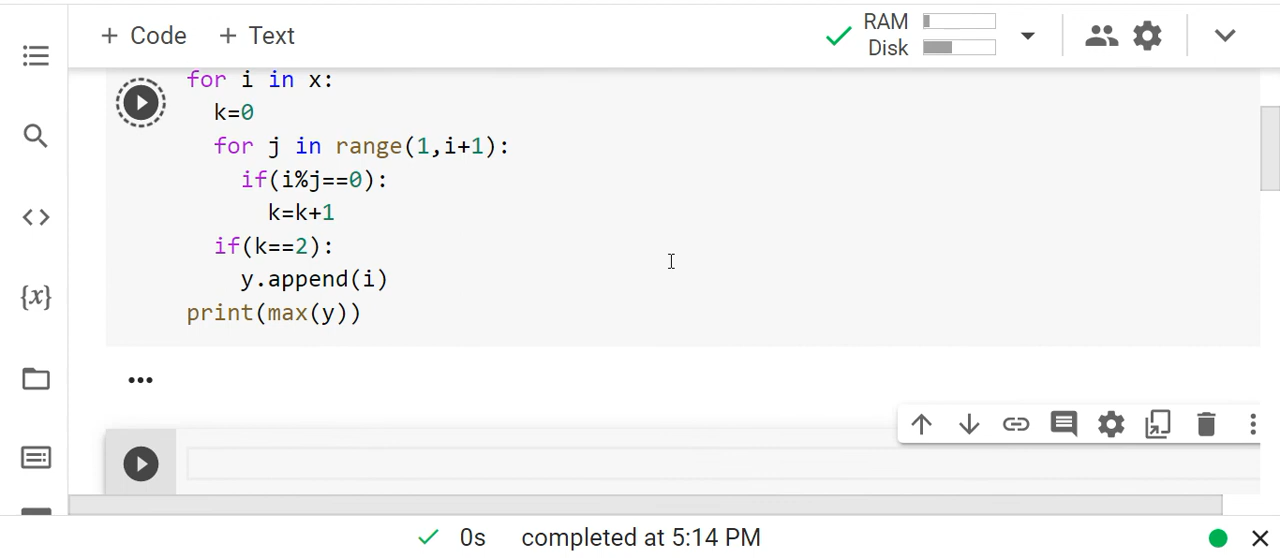 + Code + Text
RAM
Disk
for i in x:
  k=0
  for j in range(1,i+1):
    if(i%j==0):
      k=k+1
  if(k==2):
    y.append(i)
print(max(y))
{x}
0s completed at 5:14 PM